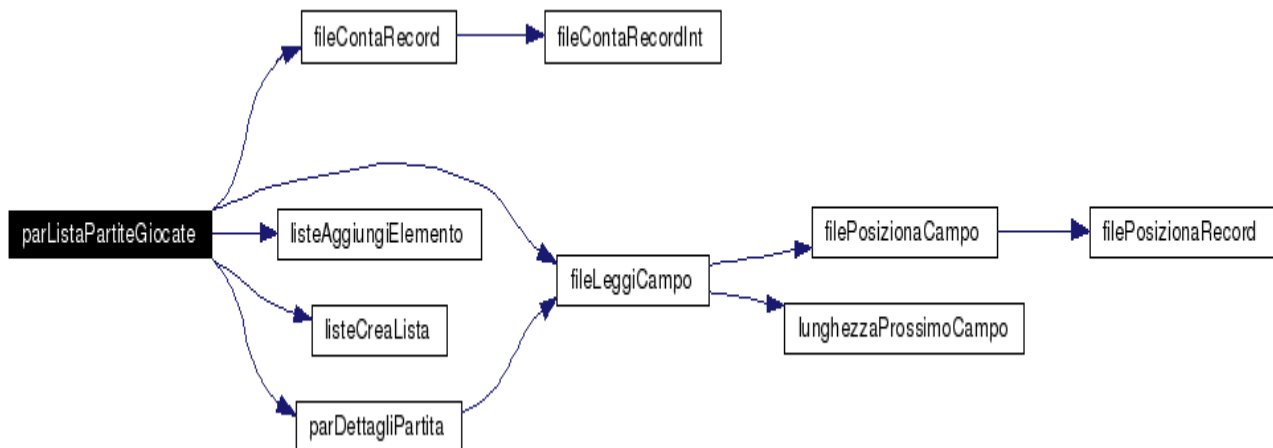 fileContaRecord
fileContaRecordInt
parListaPartiteGiocate
listeAggiungiElemento
filePosizionaCampo
filePosizionaRecord
fileLeggiCampo
listeCreaLista
lunghezzaProssimoCampo
parDettagliPartita